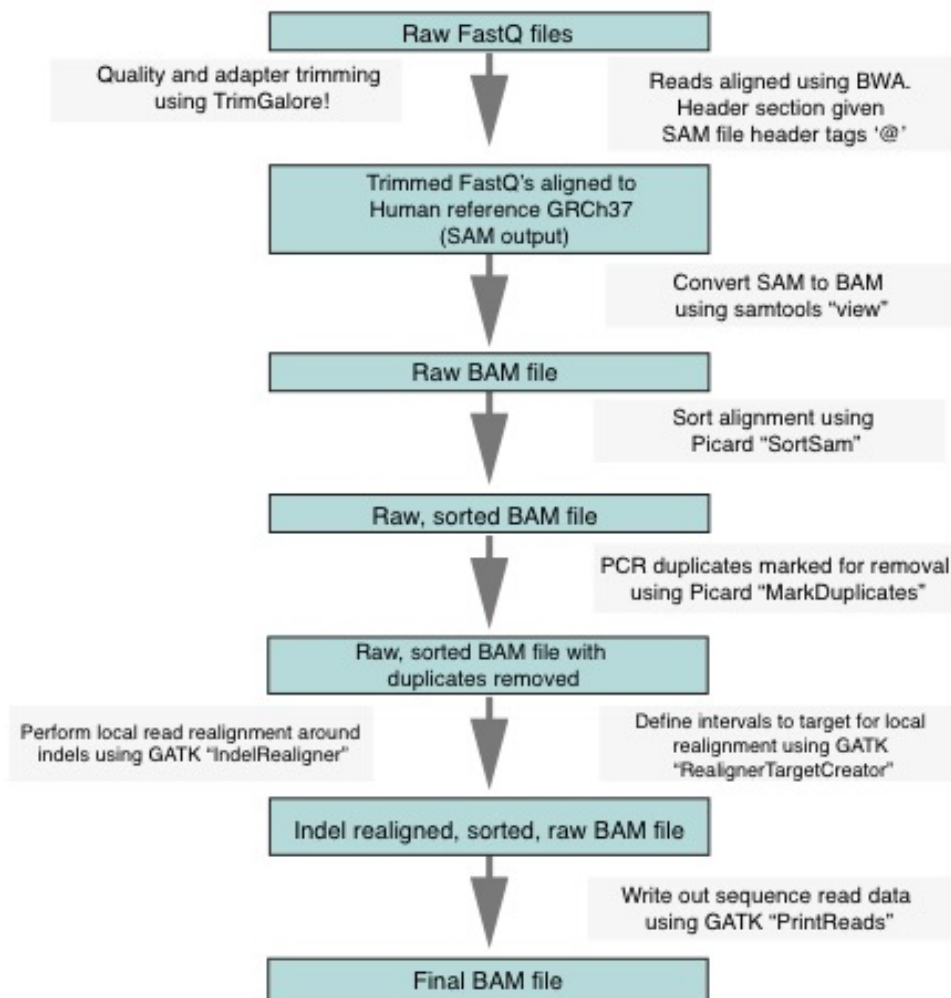 Raw FastQ files
Quality and adapter trimming
using TrimGalore!
Reads aligned using BWA.
Header section given
SAM file header tags ‘@’
Trimmed FastQ's aligned to
Human reference GRCh37
(SAM output)
Convert SAM to BAM
using samtools “view”
Raw BAM file
Sort alignment using
Picard “SortSam”
Raw, sorted BAM file
PCR duplicates marked for removal
using Picard “MarkDuplicates”
Raw, sorted BAM file with
duplicates removed
Perform local read realignment around
indels using GATK “IndelRealigner”
Define intervals to target for local
realignment using GATK
“RealignerTargetCreator”
Indel realigned, sorted, raw BAM file
Write out sequence read data
using GATK “PrintReads”
Final BAM file